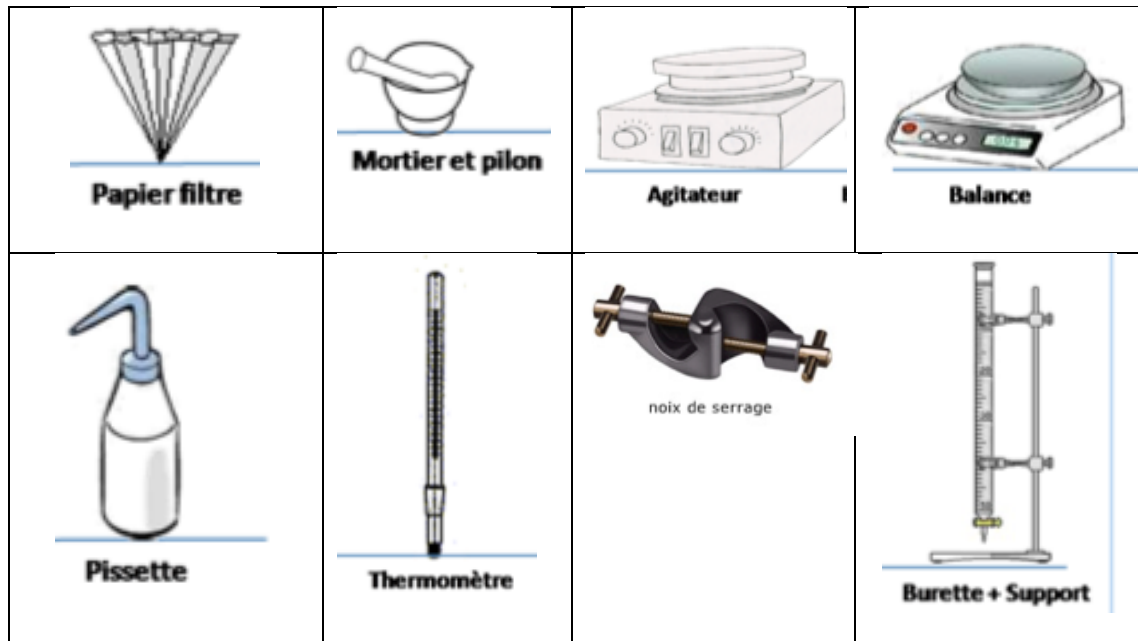 Papier filtre
Mortier et pilon
Agitateur
Balance
Pissette
Thermomètre
noix de serrage
Burette + Support